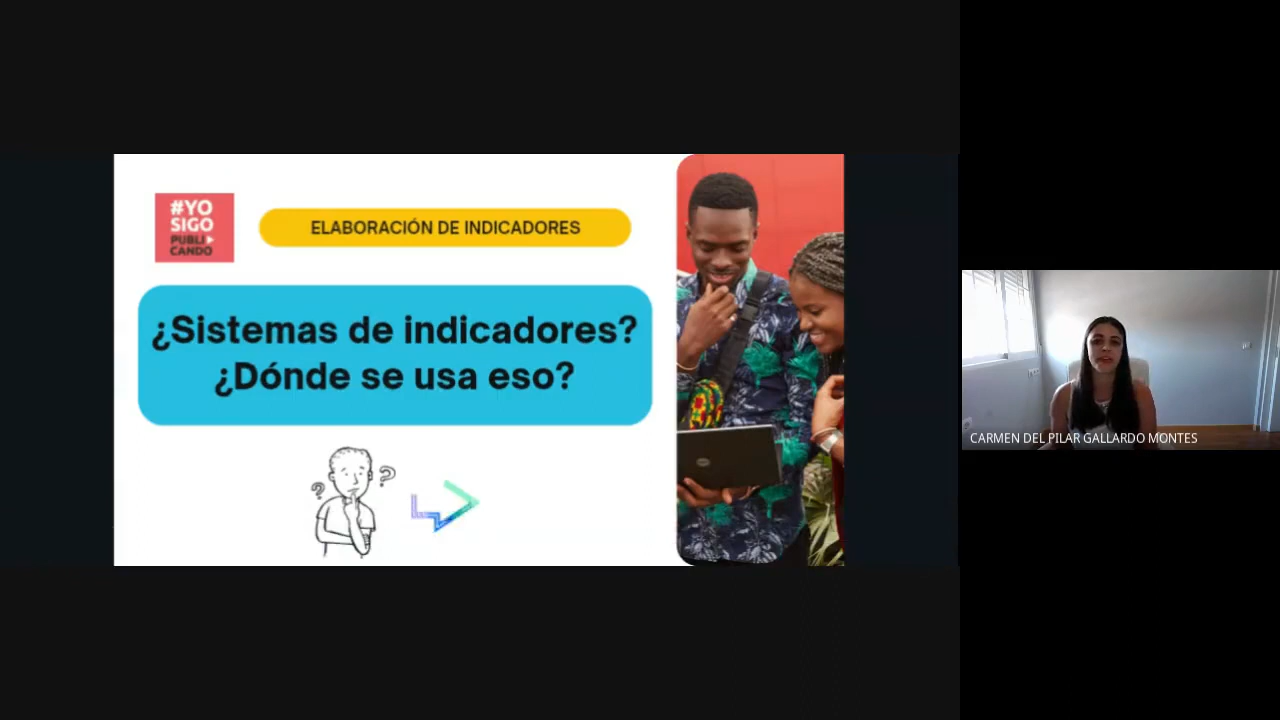 #YO
SIGO
PUBLI
CANDO
ELABORACIÓN DE INDICADORES
¿Sistemas de indicadores?
¿Dónde se usa eso?
? ?
CARMEN DEL PILAR GALLARDO MONTES